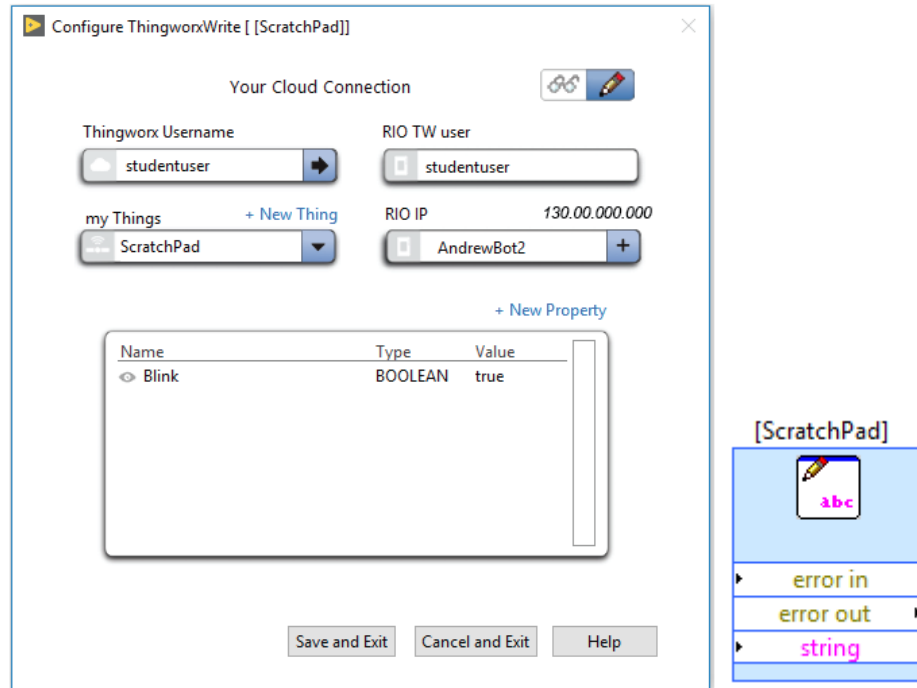 Configure ThingworxWrite [ [ScratchPad]]
Your Cloud Connection
Thingworx Username RIO TW user
studentuser studentuser
my Things + New Thing RIO IP 130.00.000.000
ScratchPad AndrewBot2 +
+ New Property
Name Type Value
Blink BOOLEAN true
Save and Exit Cancel and Exit Help
[ScratchPad]
abc
error in
error out
string